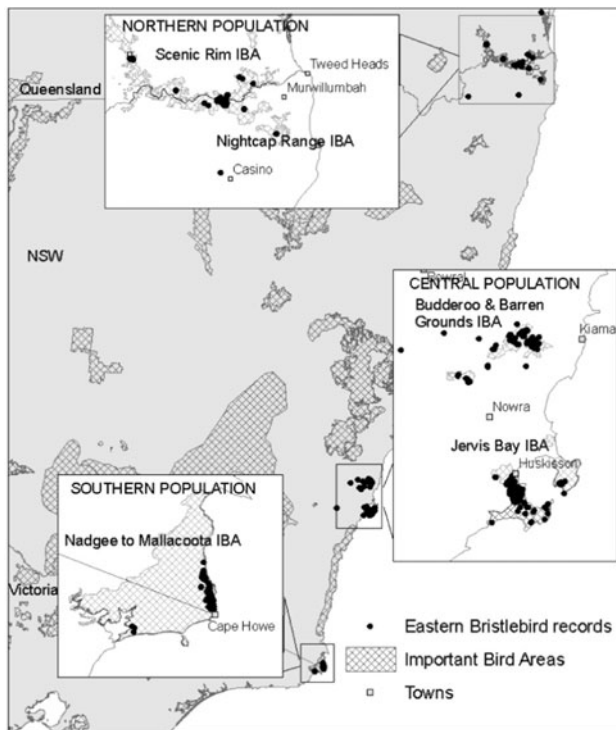 NORTHERN POPULATION
Scenic Rim IBA
Tweed Heads
Murwillumbah
Nightcap Range IBA
Casino
Queensland
NSW
CENTRAL POPULATION
Budderoo & Barren
Grounds IBA
Kiama
Nowra
Jervis Bay IBA
Huskisson
SOUTHERN POPULATION
Nadgee to Mallacoota IBA
Cape Howe
Victoria
Eastern Bristlebird records
Important Bird Areas
Towns